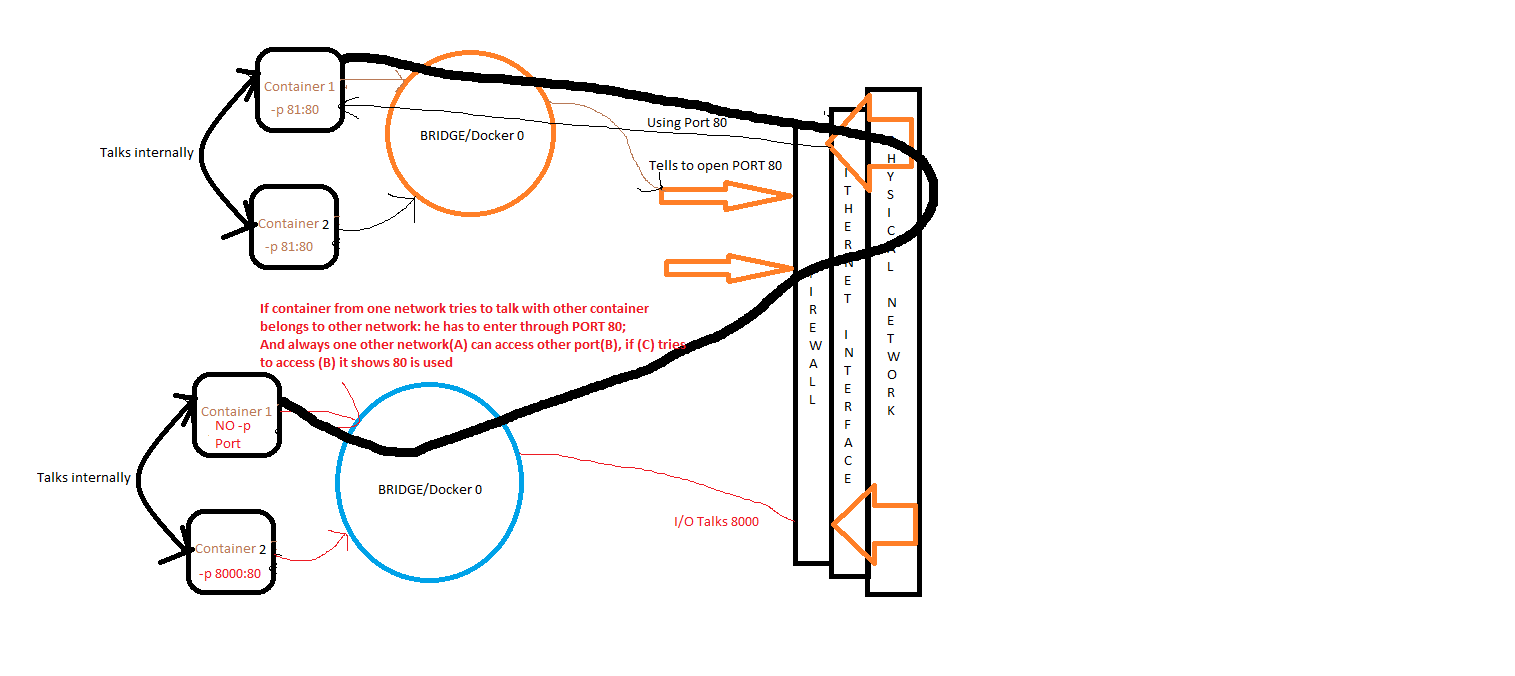 Container 1
-p 81:80
BRIDGE/Docker 0
Using Port 80
Talks internally
Tells to open PORT 80
Container 2
-p 81:80
If container from one network tries to talk with other container
belongs to other network: he has to enter through PORT 80;
And always one other network(A) can access other port(B), if (C) tries
to access (B) it shows 80 is used
Container 1
NO -p
Port
Talks internally
BRIDGE/Docker 0
I/O Talks 8000
Container 2
-p 8000:80
IREWALL
ITHERNET INTERFACE
HYSICAL NETWORK